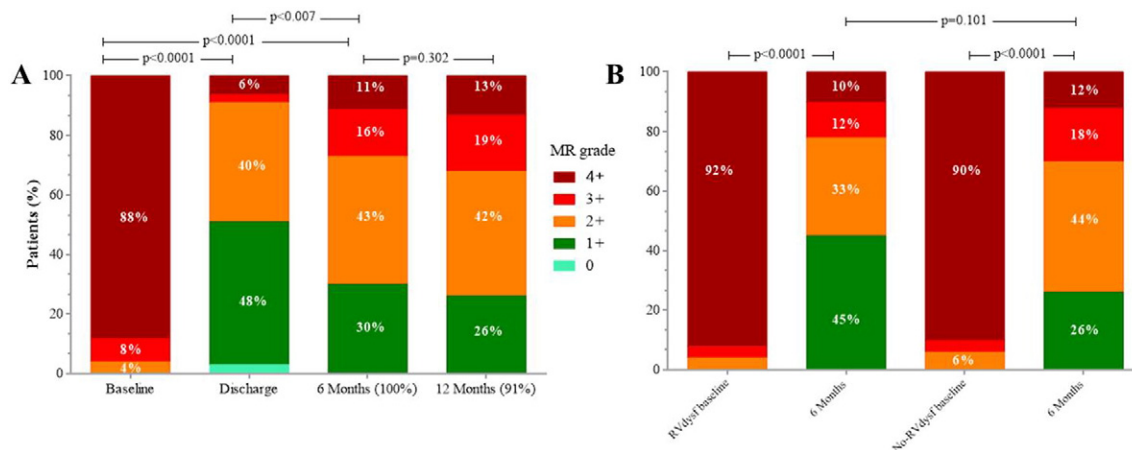 p<0.007
p<0.0001
p<0.0001
p=0.302
A
100
80
60
40
20
0
Patients (%)
88%
8%
4%
6%
40%
48%
11%
16%
43%
30%
13%
19%
42%
26%
Baseline
Discharge
6 Months (100%)
12 Months (91%)
MR grade
4+
3+
2+
1+
0
p=0.101
p<0.0001
p<0.0001
B
100
80
60
40
20
0
92%
10%
12%
33%
45%
90%
6%
12%
18%
44%
26%
RVdysf baseline
6 Months
No-RVdysf baseline
6 Months